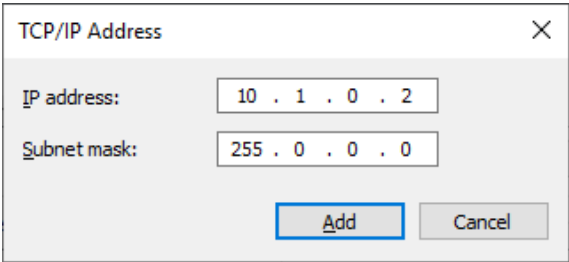 TCP/IP Address
IP address: 10 . 1 . 0 . 2
Subnet mask: 255 . 0 . 0 . 0
Add Cancel